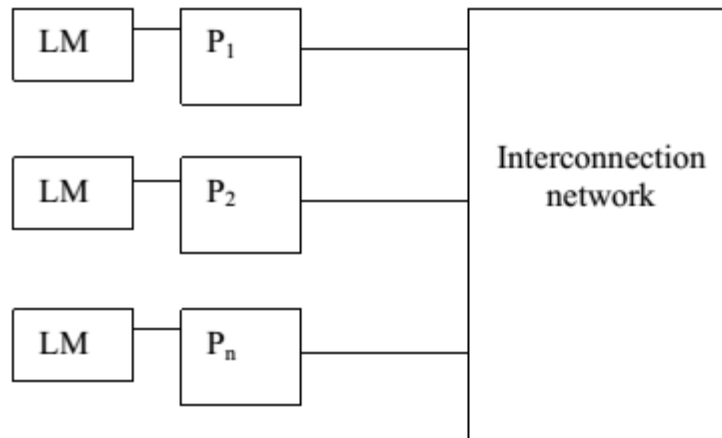 LM
P₁
LM
P₂
Interconnection
network
LM
Pₙ